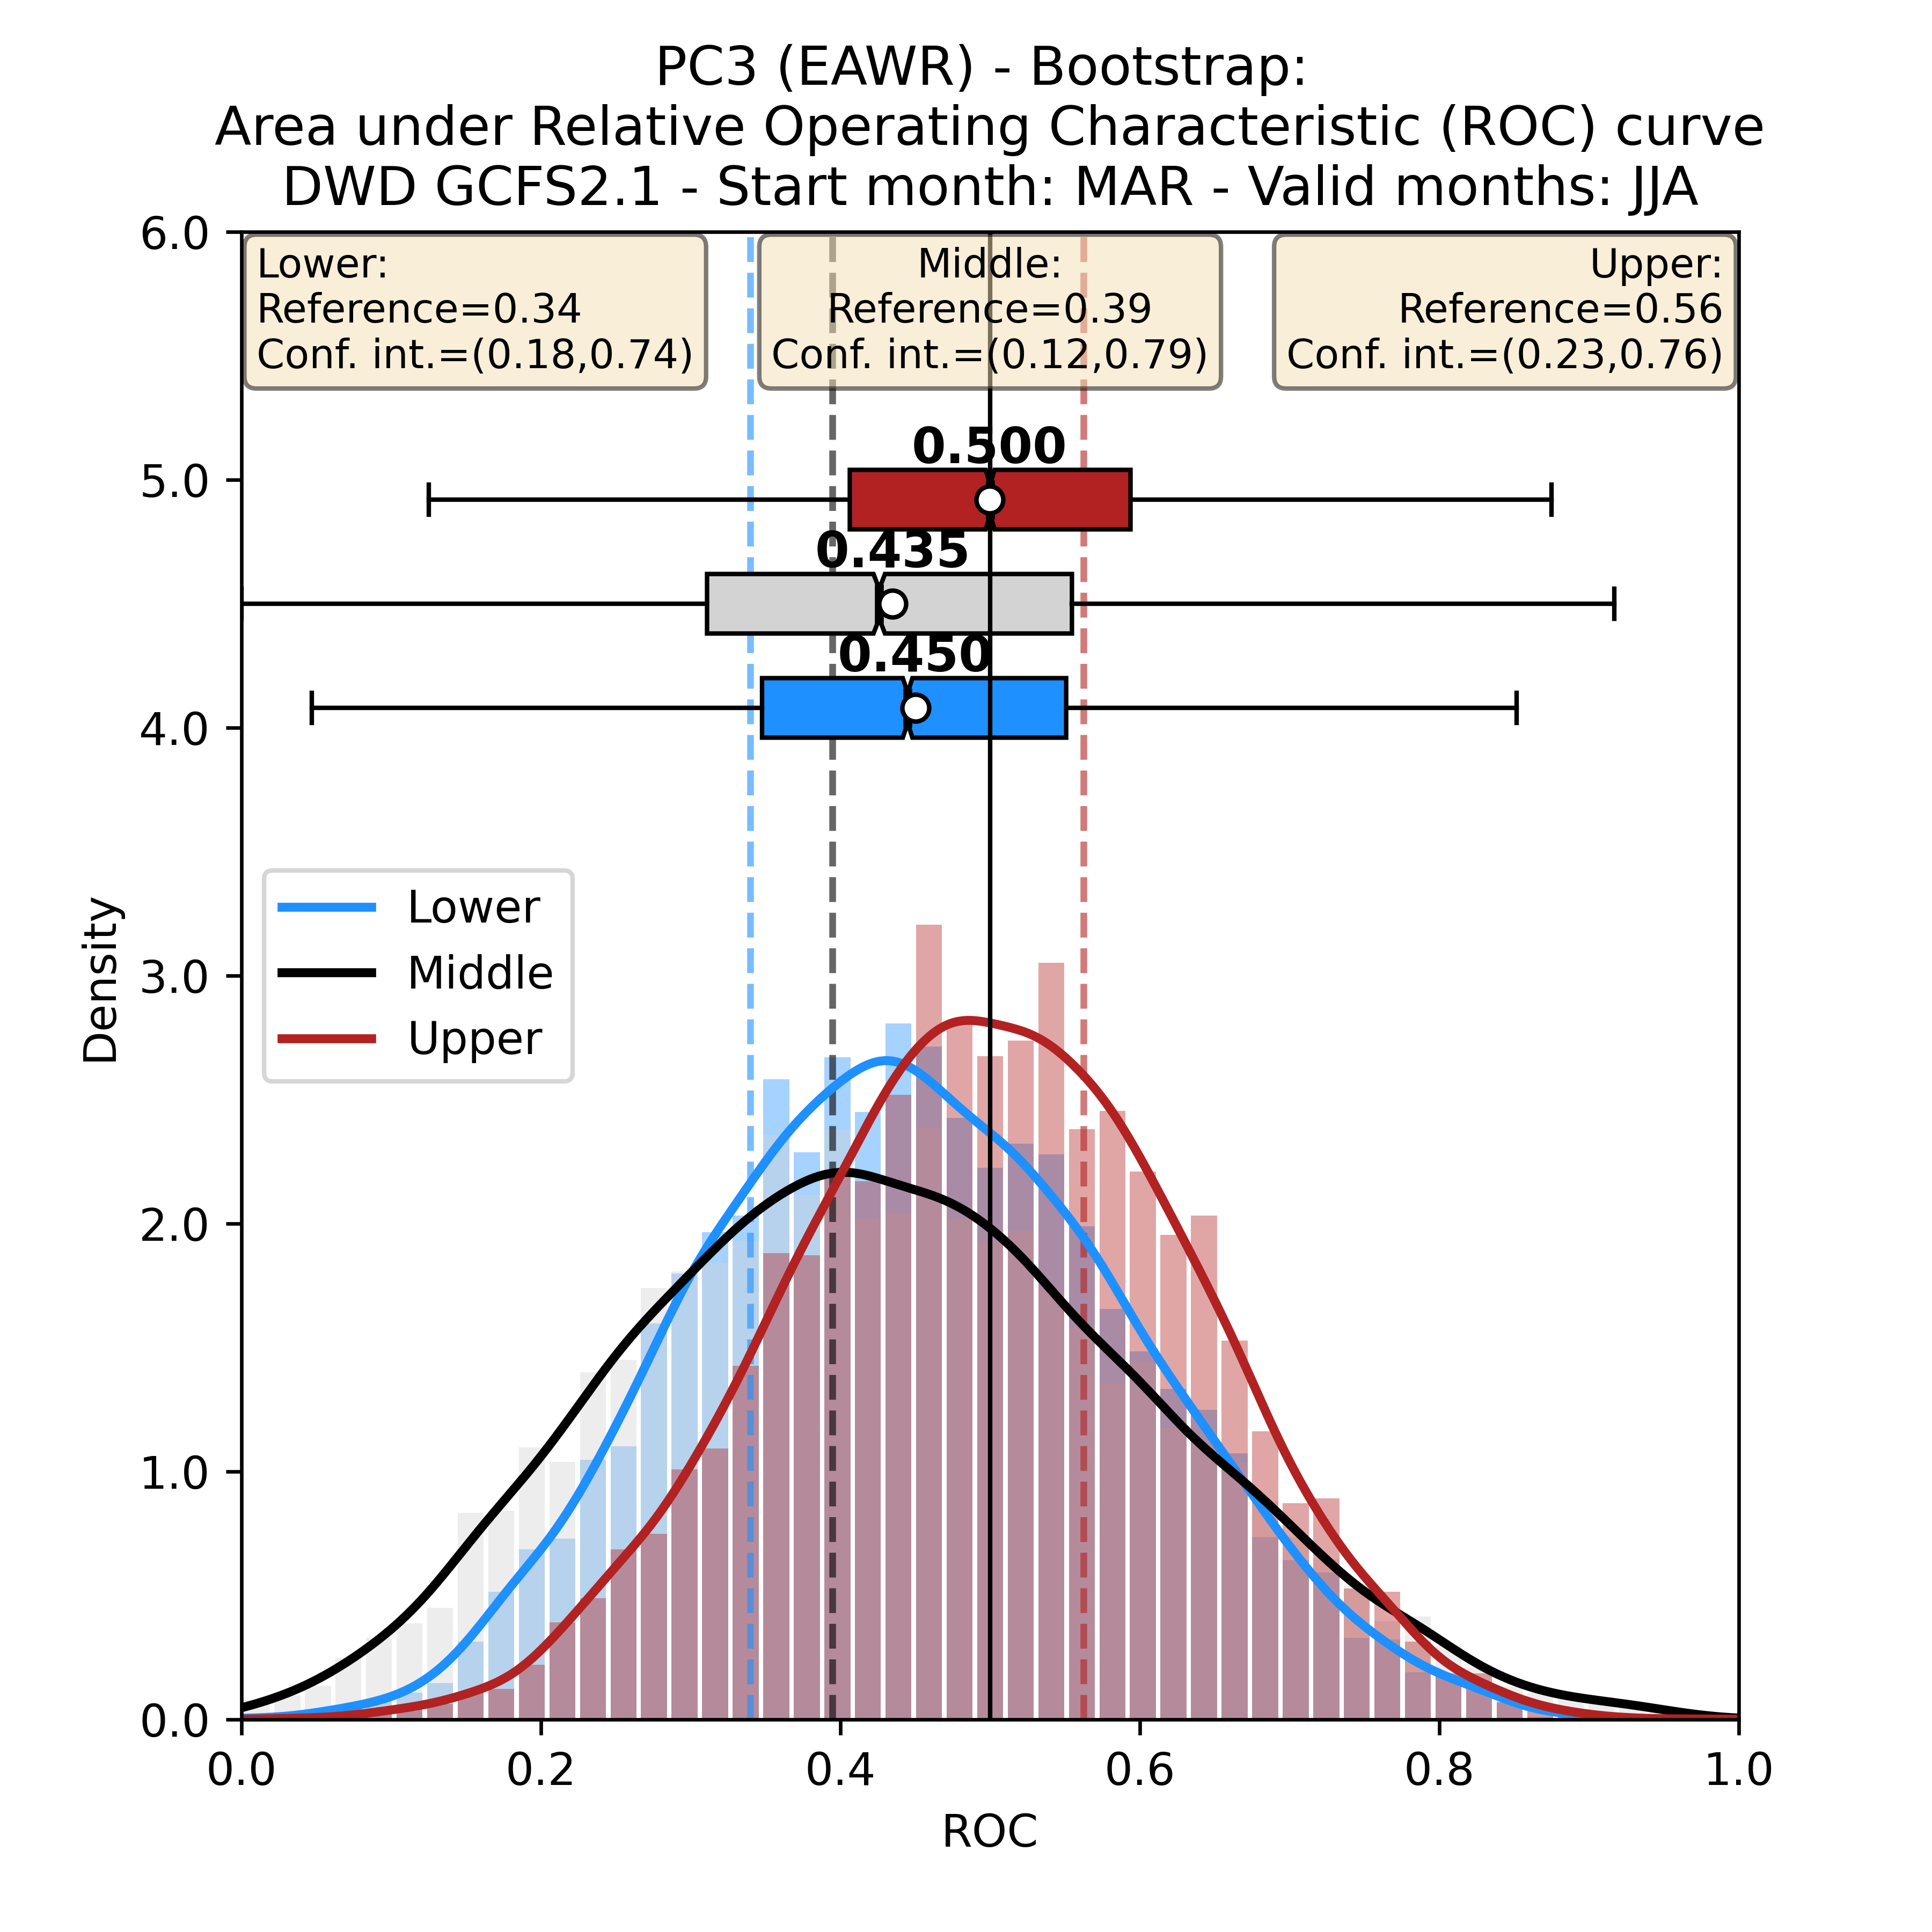 PC3 (EAWR) - Bootstrap:
Area under Relative Operating Characteristic (ROC) curve
DWD GCFS2.1 - Start month: MAR - Valid months: JJA
6.0
5.0
4.0
3.0
2.0
1.0
0.0
Density
Lower:
Reference=0.34
Conf. int.=(0.18,0.74)
Middle:
Reference=0.39
Conf. int.=(0.12,0.79)
Upper:
Reference=0.56
Conf. int.=(0.23,0.76)
0.500
0.435
0.450
Lower
Middle
Upper
0.0
0.2
0.4
0.6
0.8
1.0
ROC